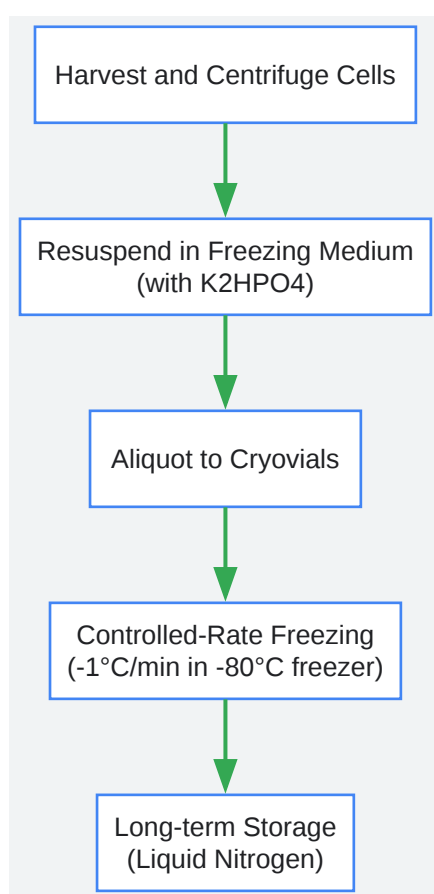 Harvest and Centrifuge Cells
Resuspend in Freezing Medium
(with K2HPO4)
Aliquot to Cryovials
Controlled-Rate Freezing
(-1°C/min in -80°C freezer)
Long-term Storage
(Liquid Nitrogen)